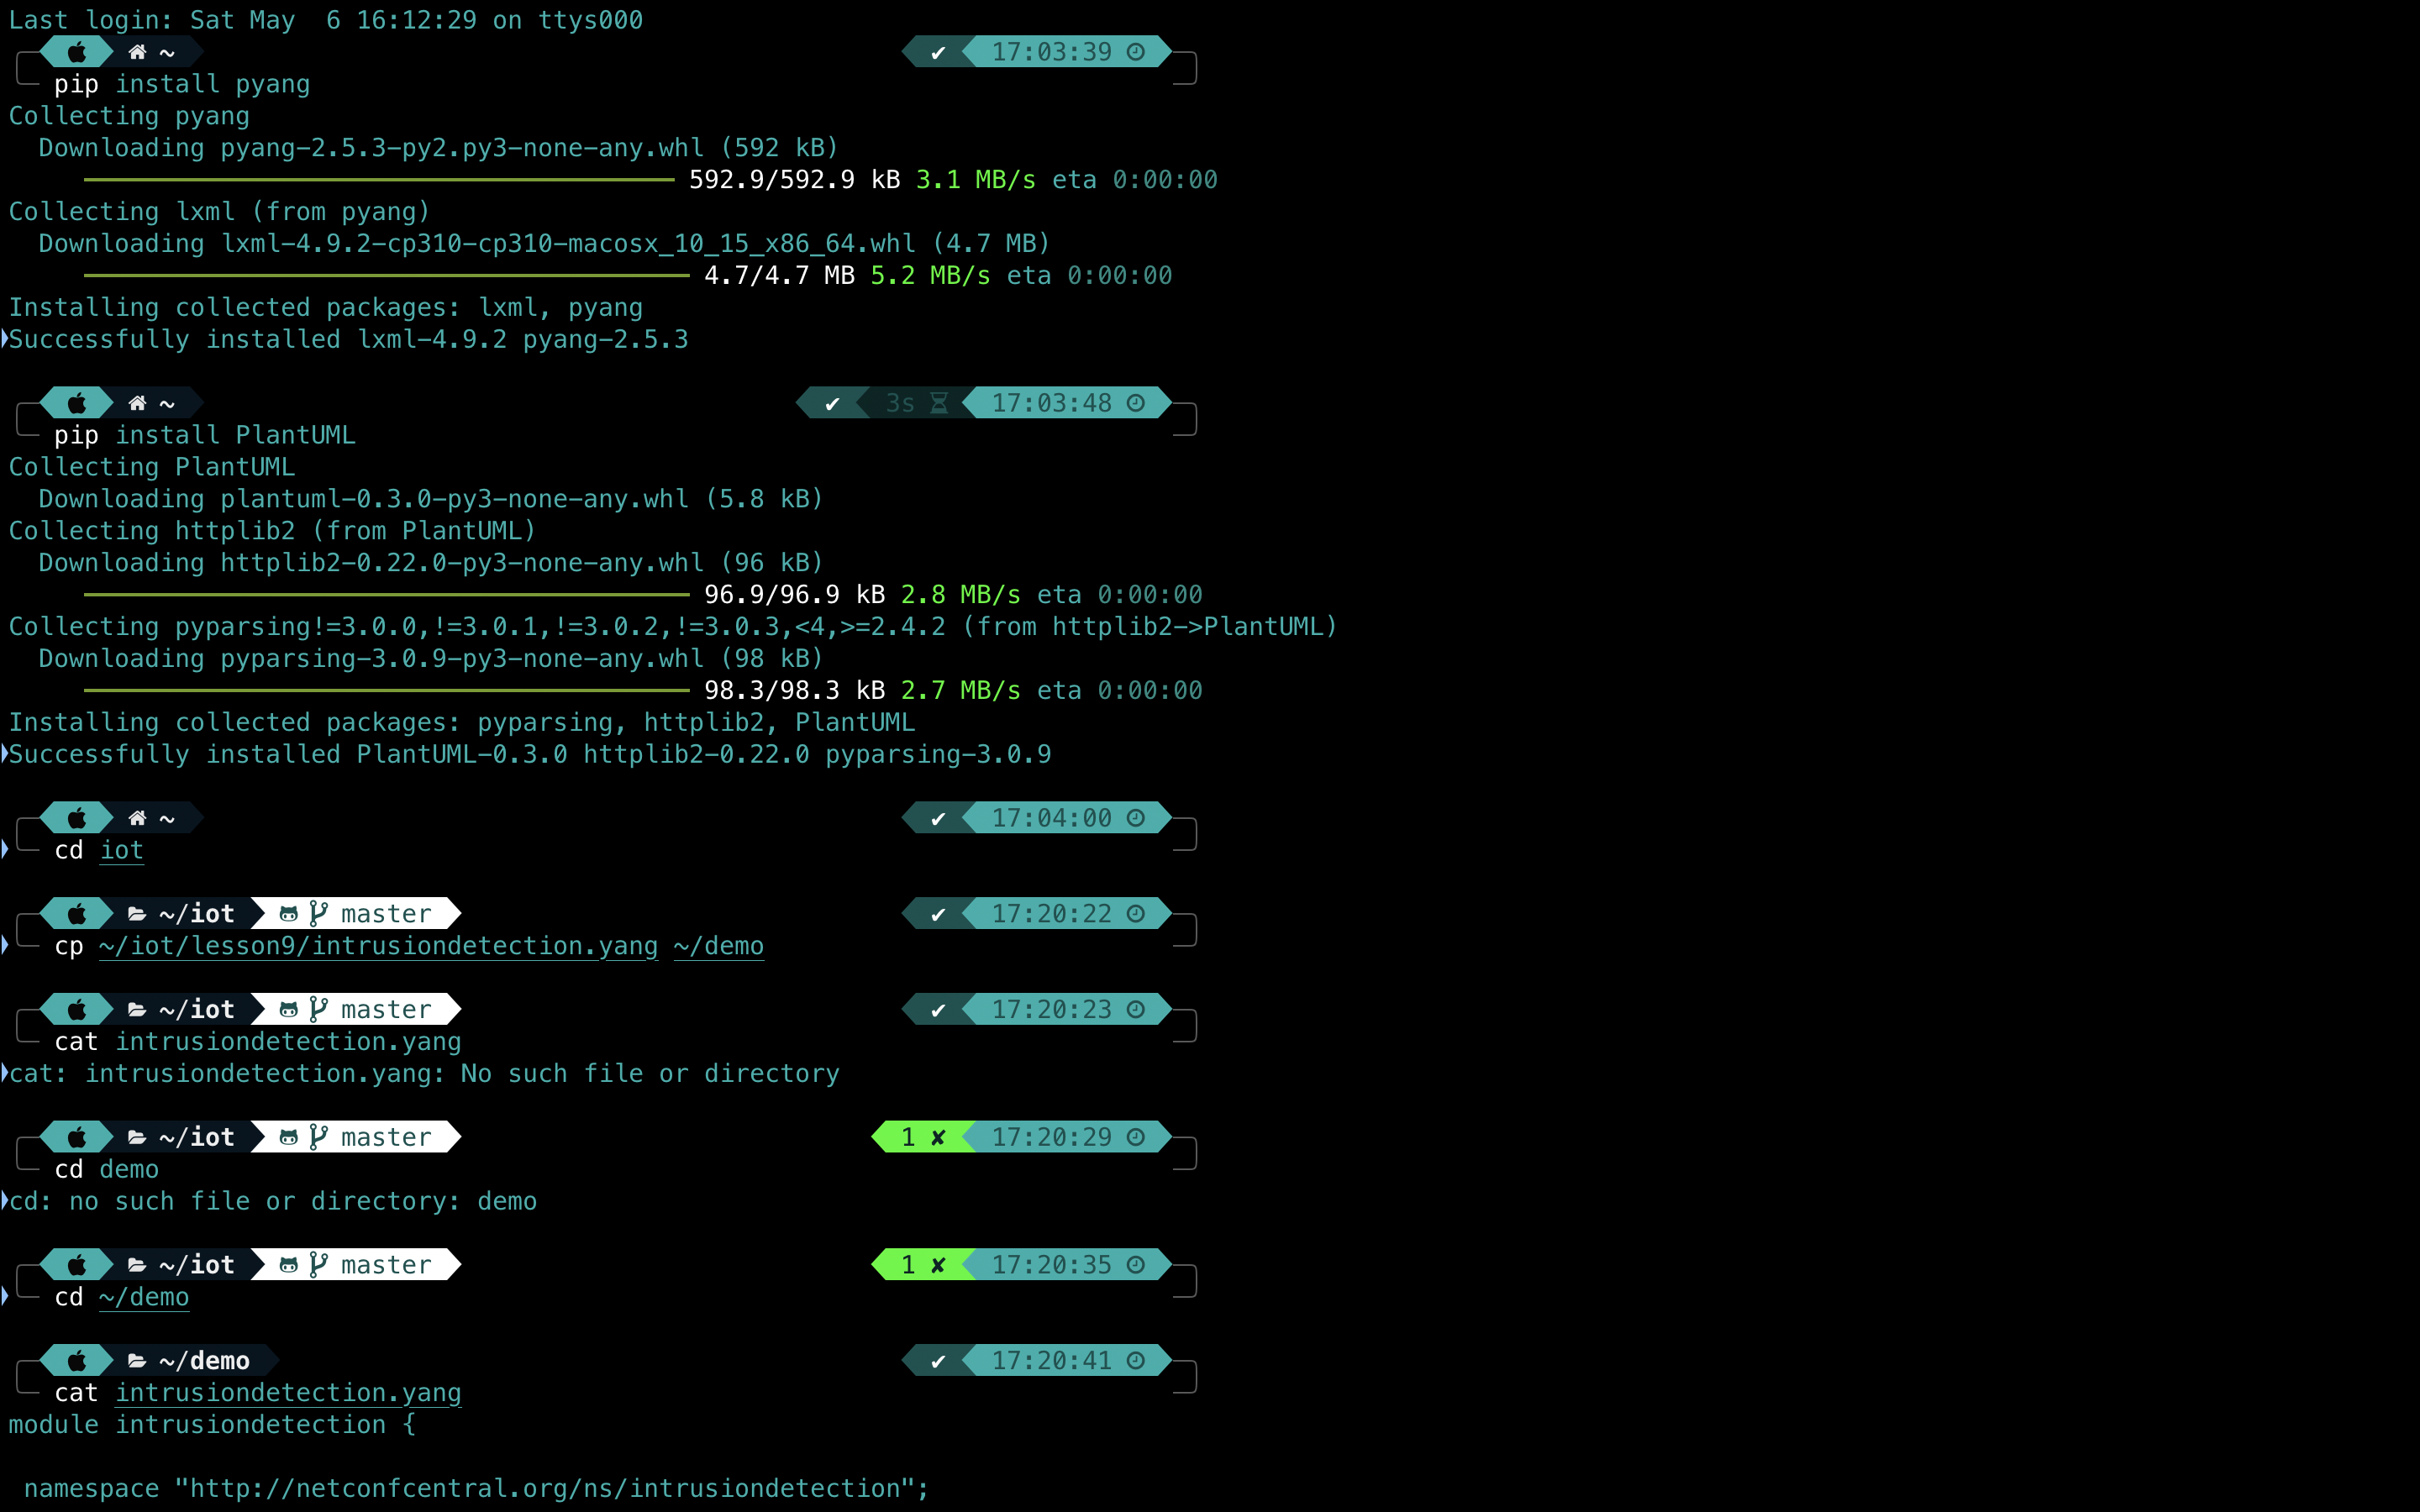 Last login: Sat May  6 16:12:29 on ttys000
~ ✔ 17:03:39
pip install pyang
Collecting pyang
  Downloading pyang-2.5.3-py2.py3-none-any.whl (592 kB)
592.9/592.9 kB 3.1 MB/s eta 0:00:00
Collecting lxml (from pyang)
  Downloading lxml-4.9.2-cp310-cp310-macosx_10_15_x86_64.whl (4.7 MB)
4.7/4.7 MB 5.2 MB/s eta 0:00:00
Installing collected packages: lxml, pyang
Successfully installed lxml-4.9.2 pyang-2.5.3
~ ✔ 3s 17:03:48
pip install PlantUML
Collecting PlantUML
  Downloading plantuml-0.3.0-py3-none-any.whl (5.8 kB)
Collecting httplib2 (from PlantUML)
  Downloading httplib2-0.22.0-py3-none-any.whl (96 kB)
96.9/96.9 kB 2.8 MB/s eta 0:00:00
Collecting pyparsing!=3.0.0,!=3.0.1,!=3.0.2,!=3.0.3,<4,>=2.4.2 (from httplib2->PlantUML)
  Downloading pyparsing-3.0.9-py3-none-any.whl (98 kB)
98.3/98.3 kB 2.7 MB/s eta 0:00:00
Installing collected packages: pyparsing, httplib2, PlantUML
Successfully installed PlantUML-0.3.0 httplib2-0.22.0 pyparsing-3.0.9
~ ✔ 17:04:00
cd iot
~/iot master ✔ 17:20:22
cp ~/iot/lesson9/intrusiondetection.yang ~/demo
~/iot master ✔ 17:20:23
cat intrusiondetection.yang
cat: intrusiondetection.yang: No such file or directory
~/iot master 1 ✘ 17:20:29
cd demo
cd: no such file or directory: demo
~/iot master 1 ✘ 17:20:35
cd ~/demo
~/demo ✔ 17:20:41
cat intrusiondetection.yang
module intrusiondetection {
 namespace "http://netconfcentral.org/ns/intrusiondetection";